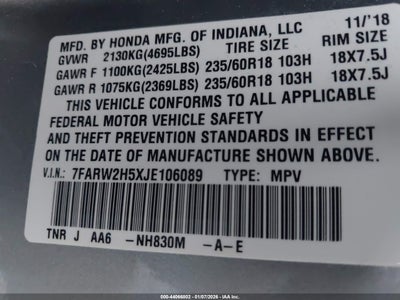 MFD. BY HONDA MFG. OF INDIANA, LLC 11/'18
GVWR 2130KG(4695LBS) TIRE SIZE RIM SIZE
GAWR F 1100KG(2425LBS) 235/60R18 103H 18X7.5J
GAWR R 1075KG(2369LBS) 235/60R18 103H 18X7.5J
THIS VEHICLE CONFORMS TO ALL APPLICABLE
FEDERAL MOTOR VEHICLE SAFETY
AND THEFT PREVENTION STANDARDS IN EFFECT
ON THE DATE OF MANUFACTURE SHOWN ABOVE.
V.I.N.: 7FARW2H5XJE106089 TYPE: MPV
TNR J AA6 -NH830M -A-E
000-44066803 - 01/07/2026 - IAA, Inc.